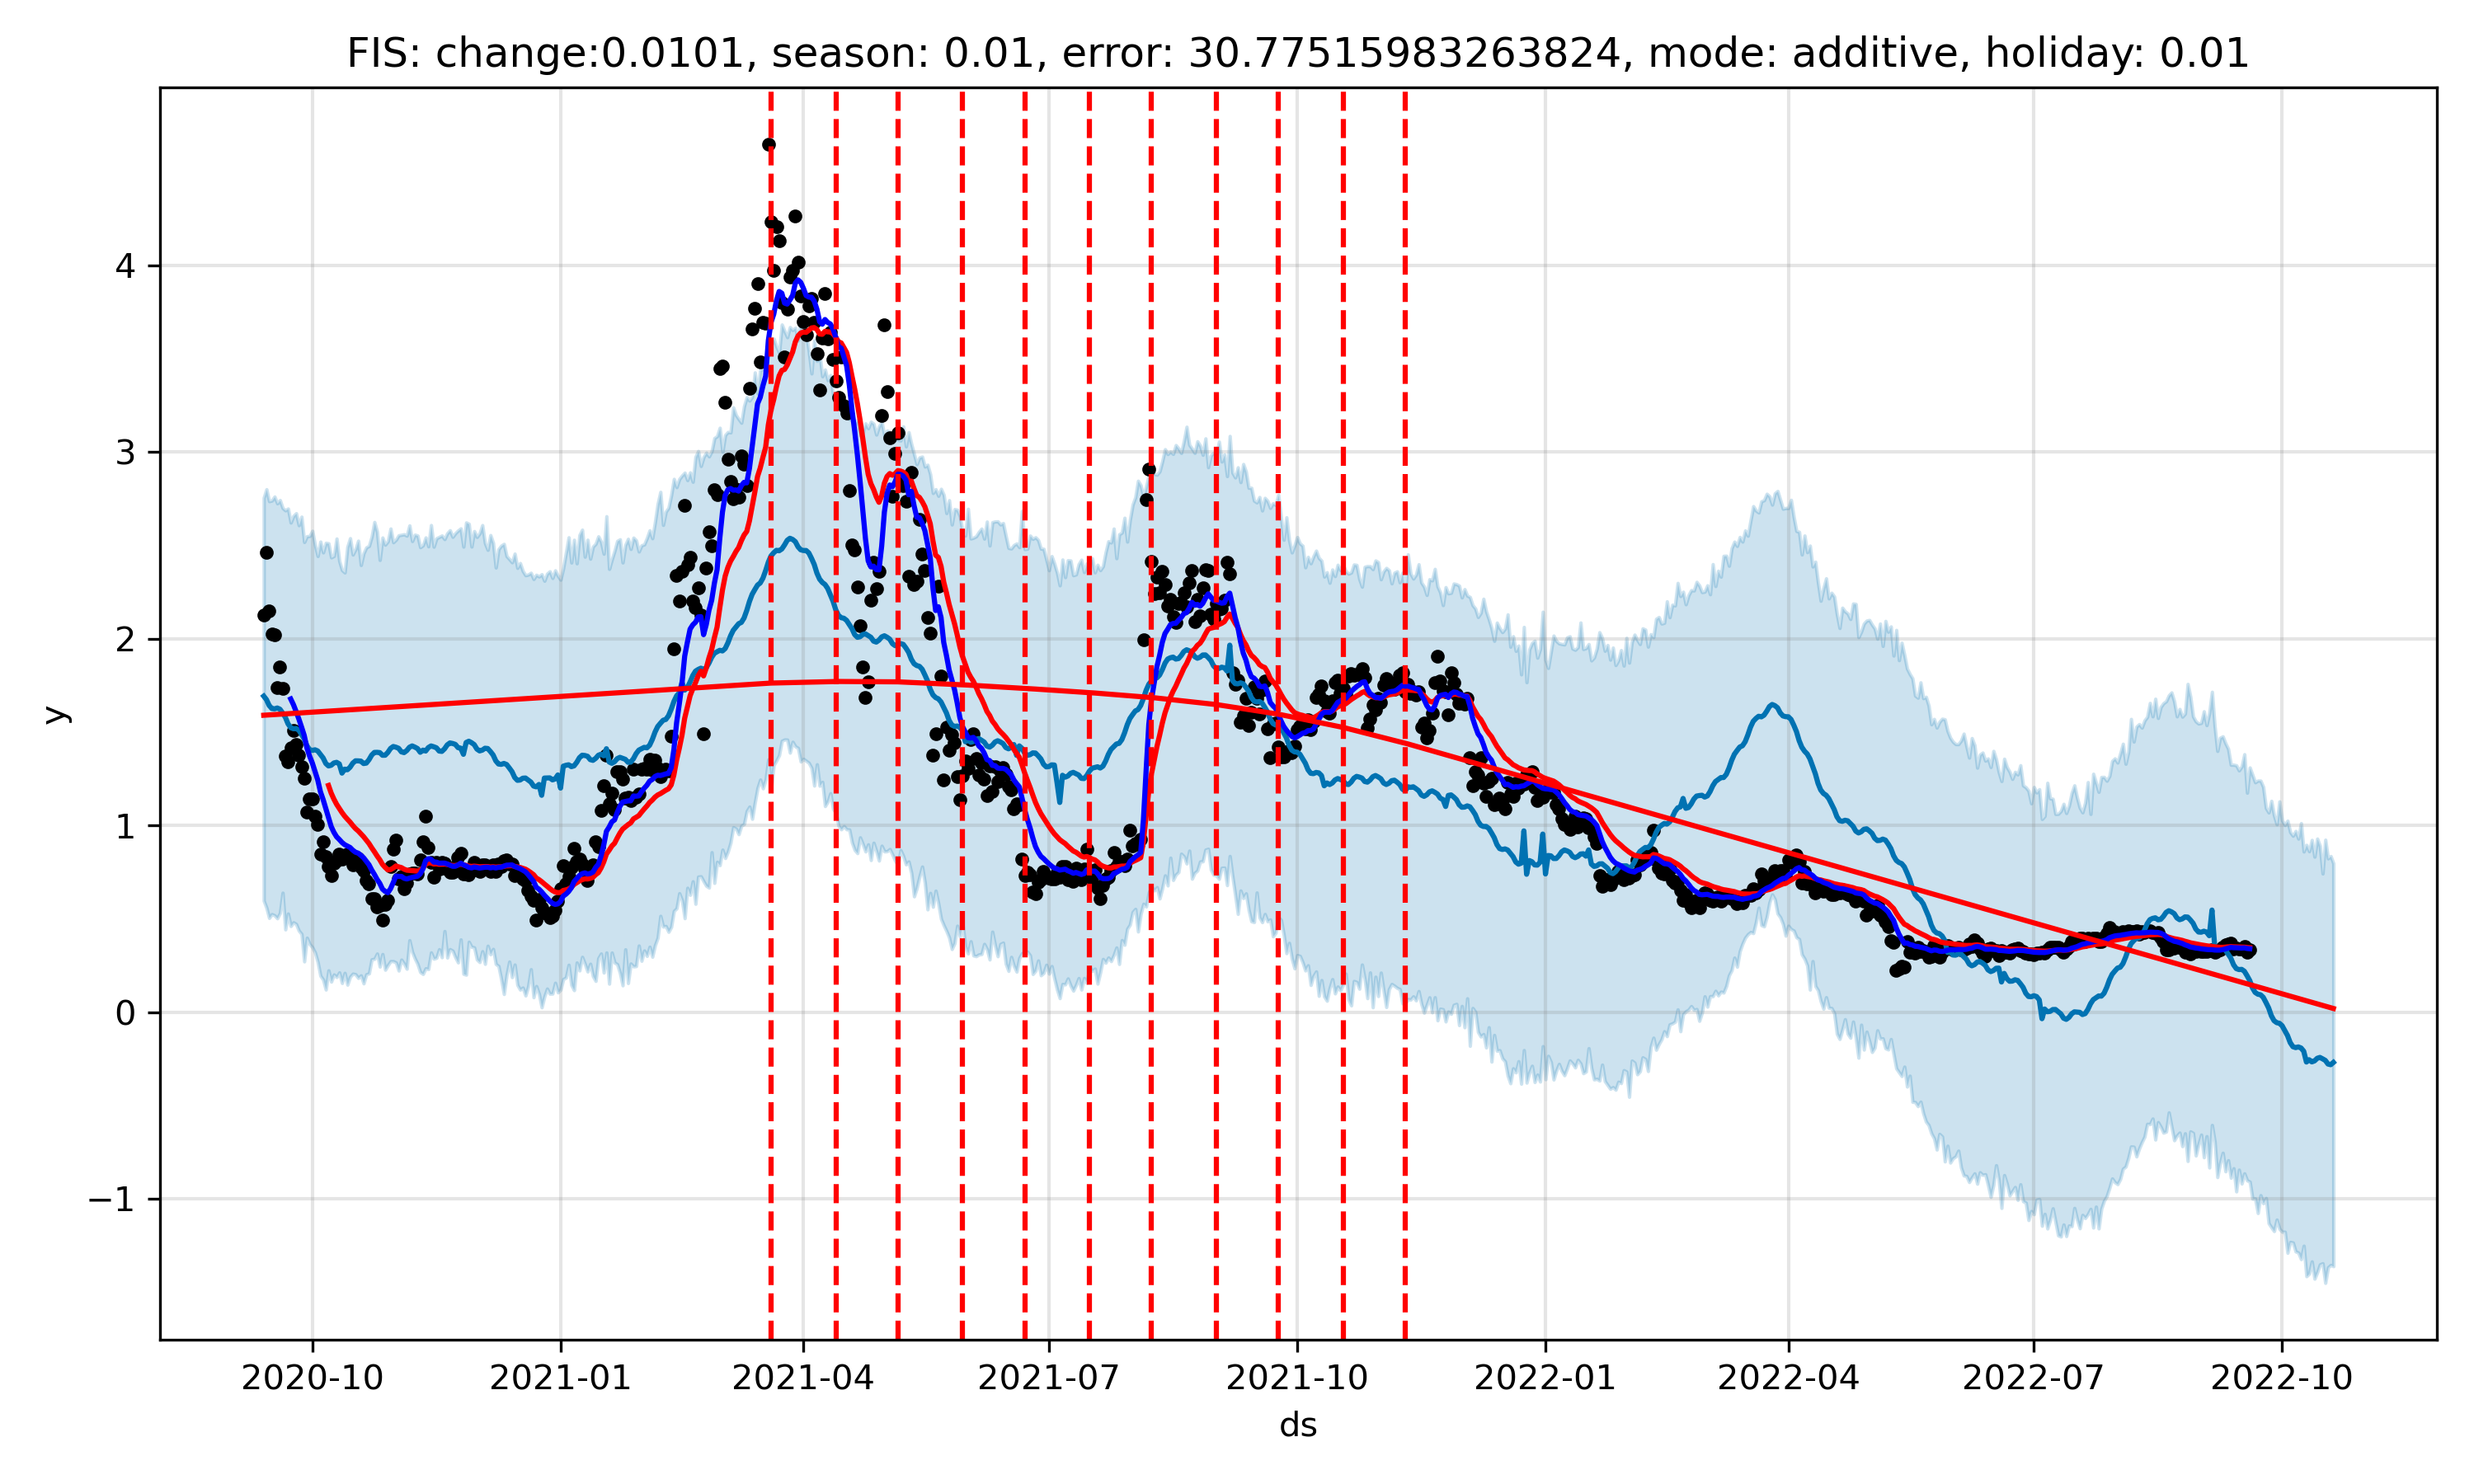 FIS: change:0.0101, season: 0.01, error: 30.77515983263824, mode: additive, holiday: 0.01
y
4
3
2
1
0
−1
2020-10 2021-01 2021-04 2021-07 2021-10 2022-01 2022-04 2022-07 2022-10
ds